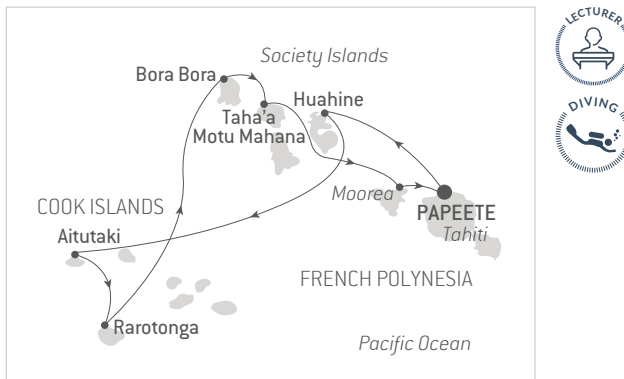 Society Islands
Bora Bora
Huahine
Taha'a
Motu Mahana
Moorea
PAPEETE
Tahiti
COOK ISLANDS
Aitutaki
FRENCH POLYNESIA
Rarotonga
Pacific Ocean
LECTURER
DIVING